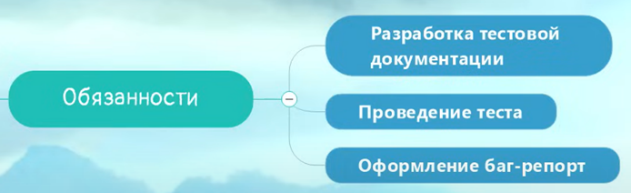 Обязанности
Разработка тестовой
документации
Проведение теста
Оформление баг-репорт